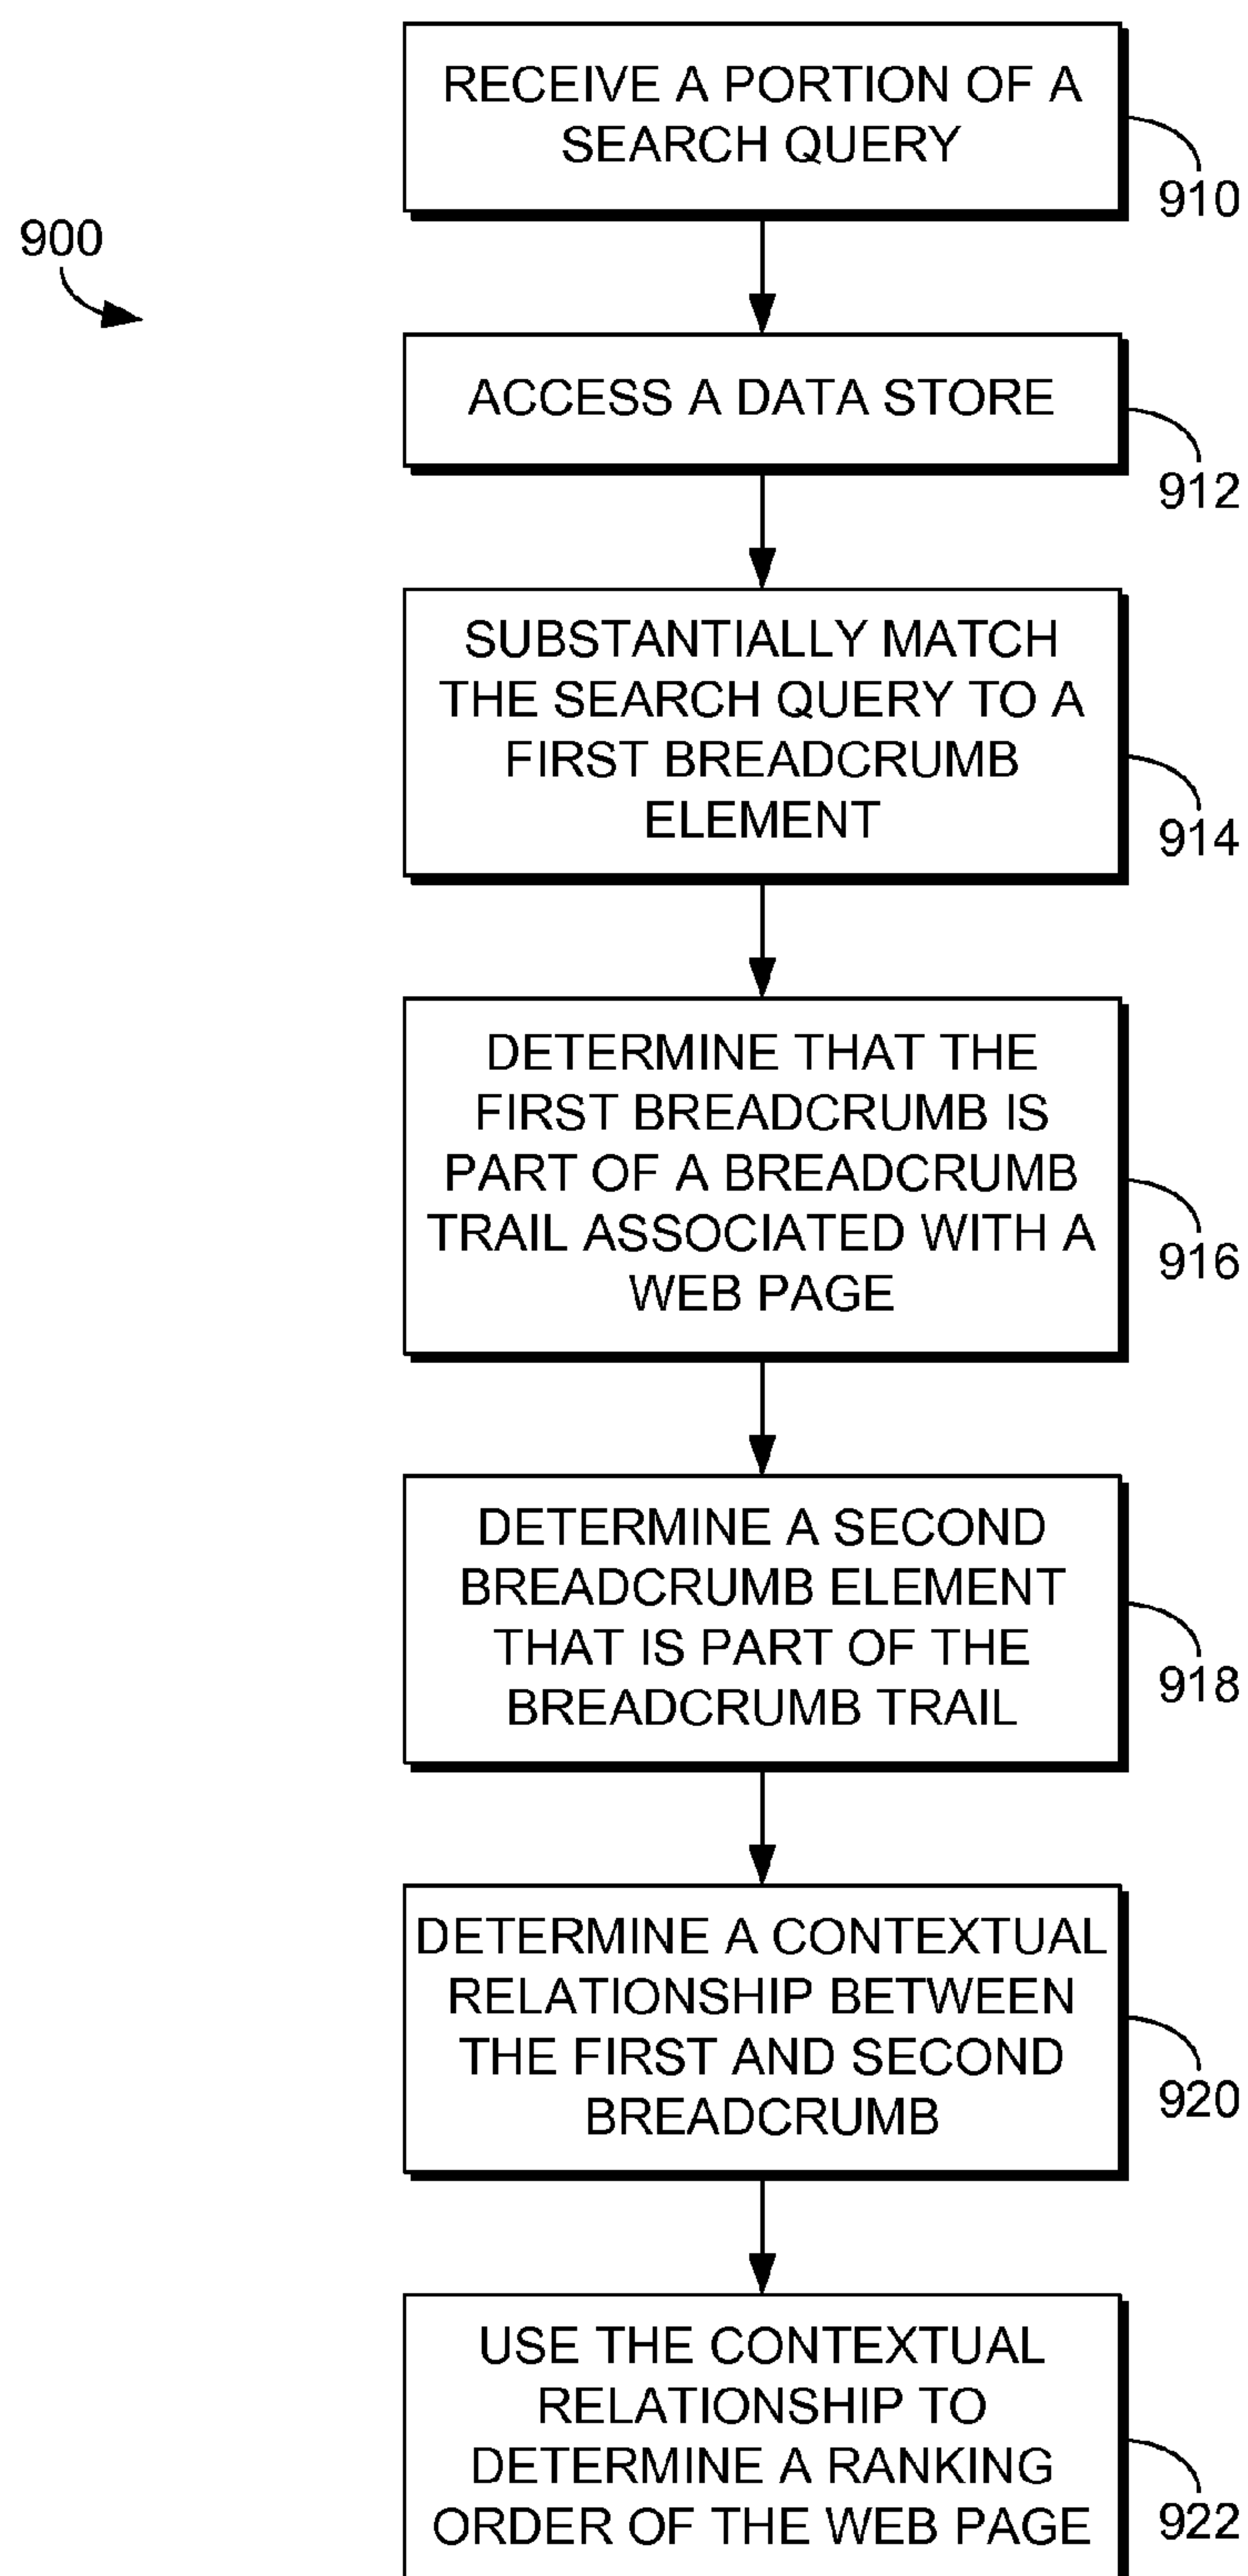 RECEIVE A PORTION OF A
SEARCH QUERY
910
900
ACCESS A DATA STORE
912
SUBSTANTIALLY MATCH
THE SEARCH QUERY TO A
FIRST BREADCRUMB
ELEMENT
914
DETERMINE THAT THE
FIRST BREADCRUMB IS
PART OF A BREADCRUMB
TRAIL ASSOCIATED WITH A
WEB PAGE
916
DETERMINE A SECOND
BREADCRUMB ELEMENT
THAT IS PART OF THE
BREADCRUMB TRAIL
918
DETERMINE A CONTEXTUAL
RELATIONSHIP BETWEEN
THE FIRST AND SECOND
BREADCRUMB
920
USE THE CONTEXTUAL
RELATIONSHIP TO
DETERMINE A RANKING
ORDER OF THE WEB PAGE
922